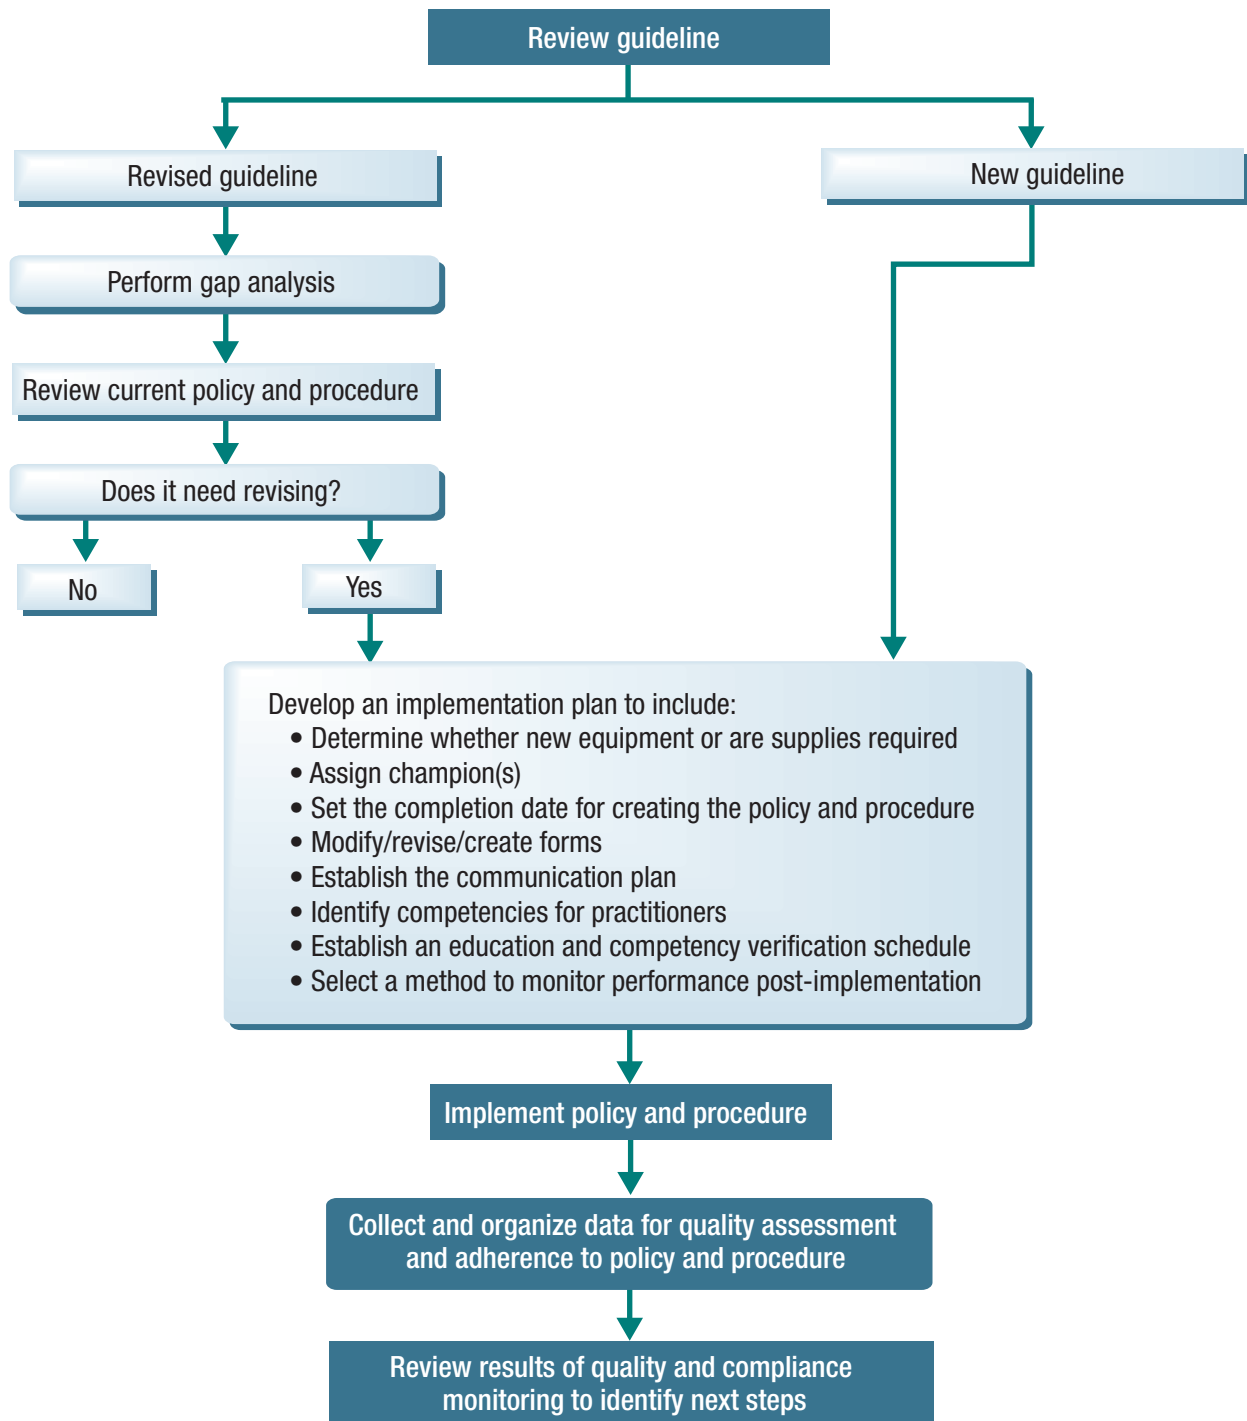 Review guideline
Revised guideline
New guideline
Perform gap analysis
Review current policy and procedure
Does it need revising?
No
Yes
Develop an implementation plan to include:
• Determine whether new equipment or are supplies required
• Assign champion(s)
• Set the completion date for creating the policy and procedure
• Modify/revise/create forms
• Establish the communication plan
• Identify competencies for practitioners
• Establish an education and competency verification schedule
• Select a method to monitor performance post-implementation
Implement policy and procedure
Collect and organize data for quality assessment
and adherence to policy and procedure
Review results of quality and compliance
monitoring to identify next steps